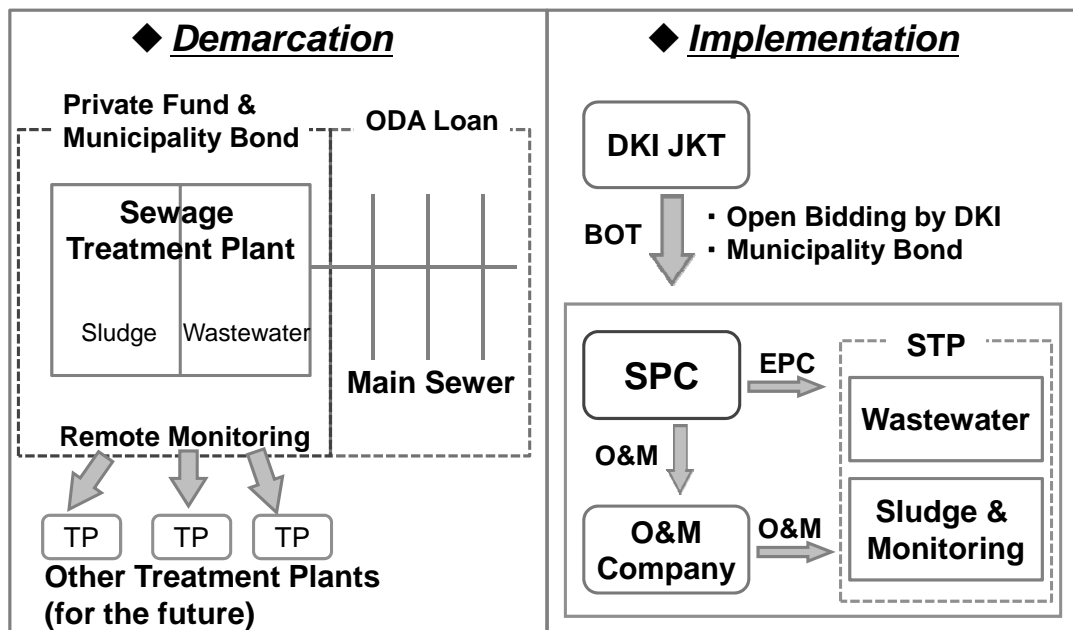 ◆ Demarcation
Private Fund &
Municipality Bond
ODA Loan
Sewage
Treatment Plant
Sludge
Wastewater
Main Sewer
Remote Monitoring
TP
TP
TP
Other Treatment Plants
(for the future)
◆ Implementation
DKI JKT
BOT
・ Open Bidding by DKI
・ Municipality Bond
SPC
EPC
STP
Wastewater
O&M
O&M
Company
O&M
Sludge &
Monitoring